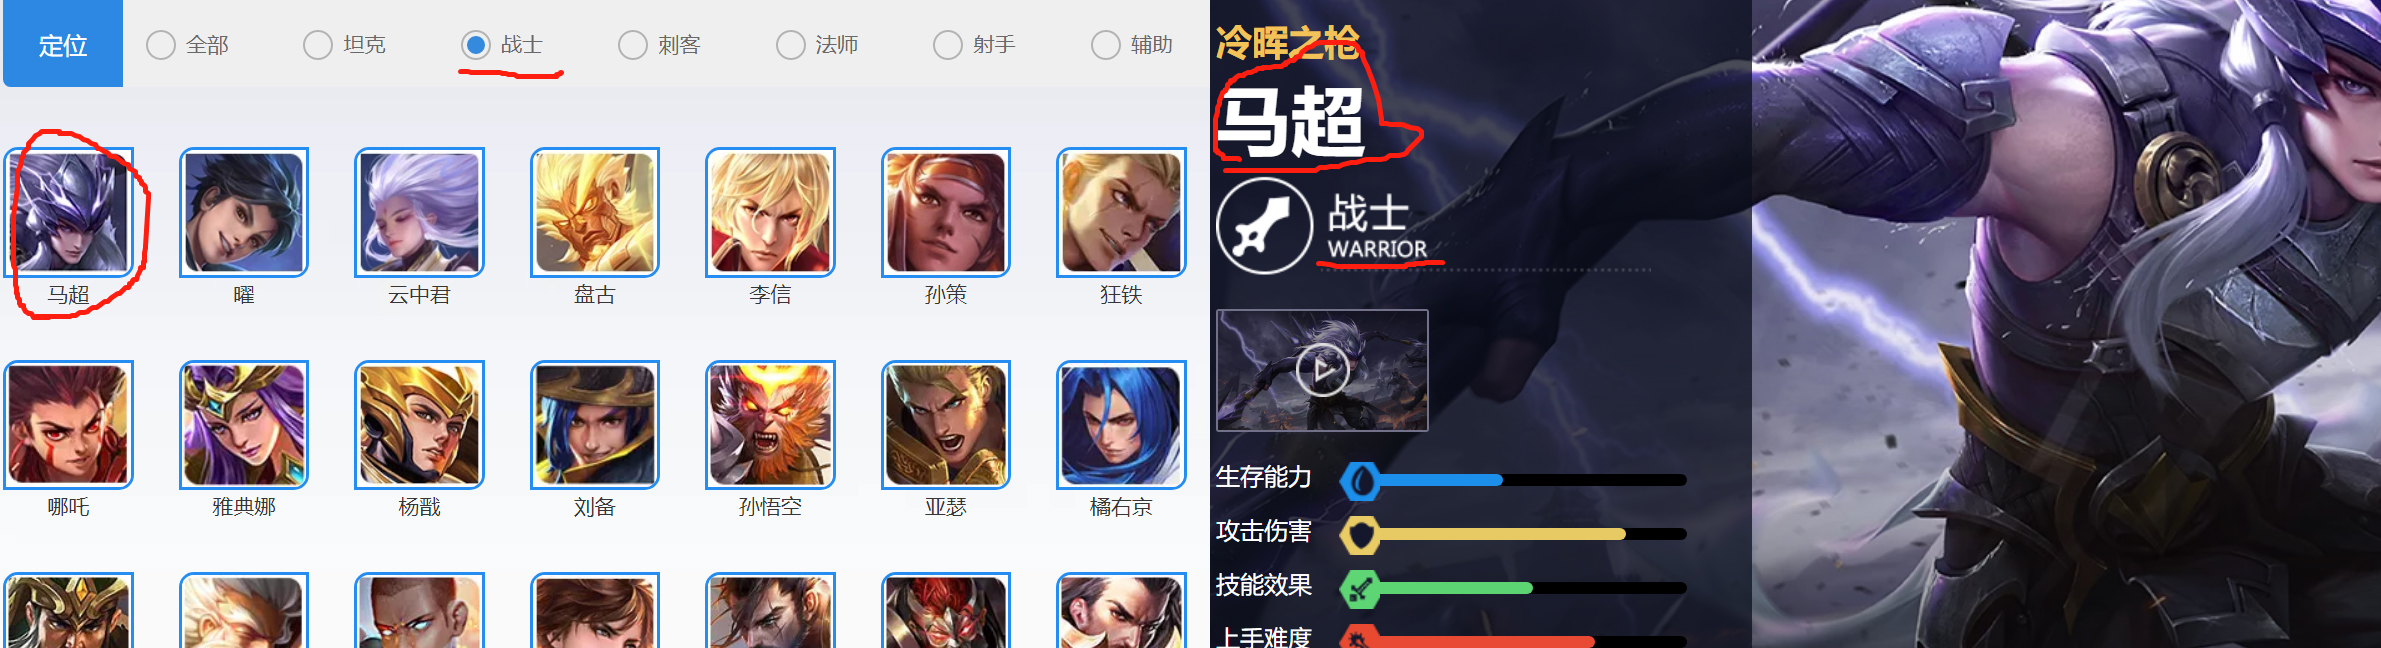 定位 全部 坦克 战士 刺客 法师 射手 辅助
马超 曜 云中君 盘古 李信 孙策 狂铁
哪吒 雅典娜 杨戬 刘备 孙悟空 亚瑟 橘右京
冷晖之枪
马超
战士
WARRIOR
生存能力
攻击伤害
技能效果
上手难度